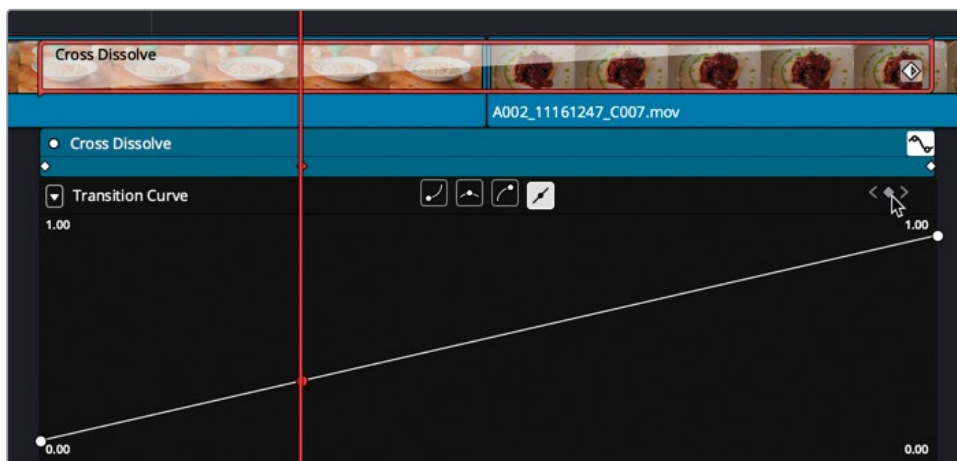 Cross Dissolve
A002_11161247_C007.mov
Cross Dissolve
Transition Curve
1.00 1.00
0.00 0.00